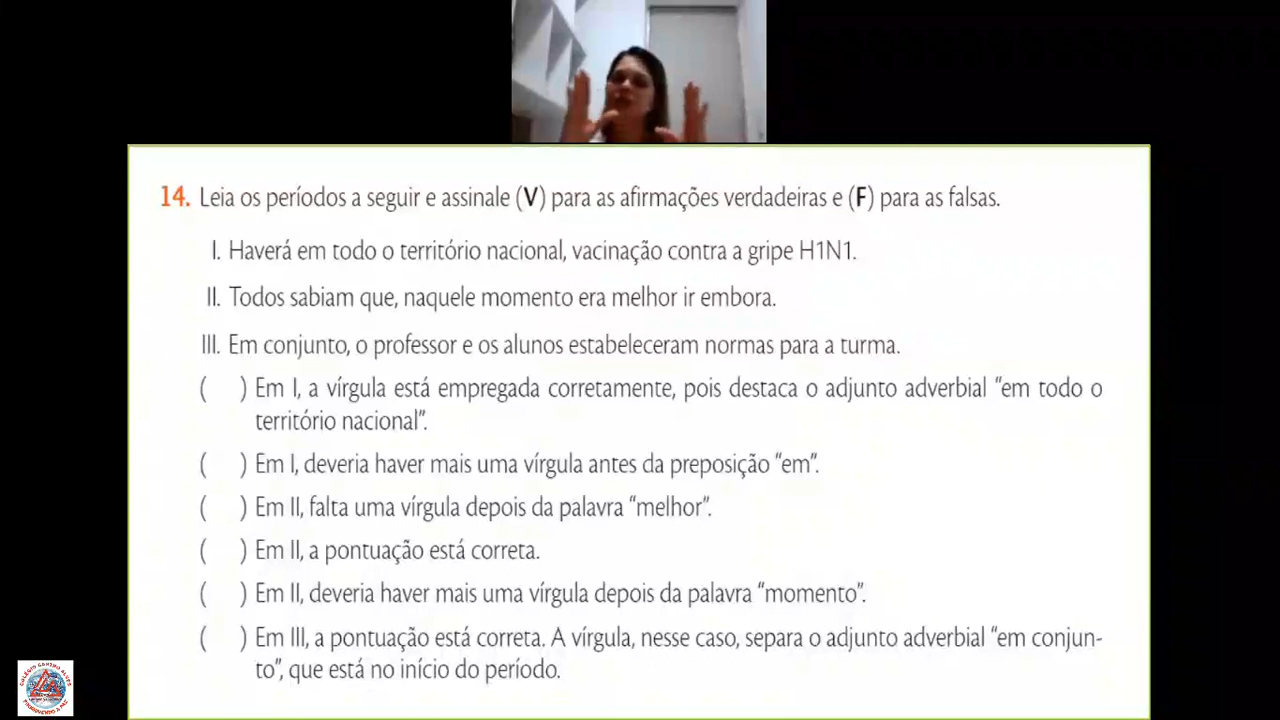 14. Leia os períodos a seguir e assinale (V) para as afirmações verdadeiras e (F) para as falsas.
I. Haverá em todo o território nacional, vacinação contra a gripe H1N1.
II. Todos sabiam que, naquele momento era melhor ir embora.
III. Em conjunto, o professor e os alunos estabeleceram normas para a turma.
( ) Em I, a vírgula está empregada corretamente, pois destaca o adjunto adverbial “em todo o
território nacional”.
( ) Em I, deveria haver mais uma vírgula antes da preposição “em”.
( ) Em II, falta uma vírgula depois da palavra “melhor”.
( ) Em II, a pontuação está correta.
( ) Em II, deveria haver mais uma vírgula depois da palavra “momento”.
( ) Em III, a pontuação está correta. A vírgula, nesse caso, separa o adjunto adverbial “em conjun-
to”, que está no início do período.